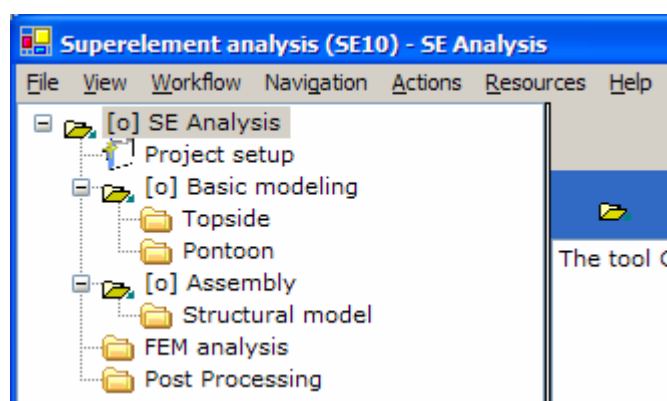 Superelement analysis (SE10) - SE Analysis
File View Workflow Navigation Actions Resources Help
[o] SE Analysis
Project setup
[o] Basic modeling
Topside
Pontoon
[o] Assembly
Structural model
FEM analysis
Post Processing
The tool